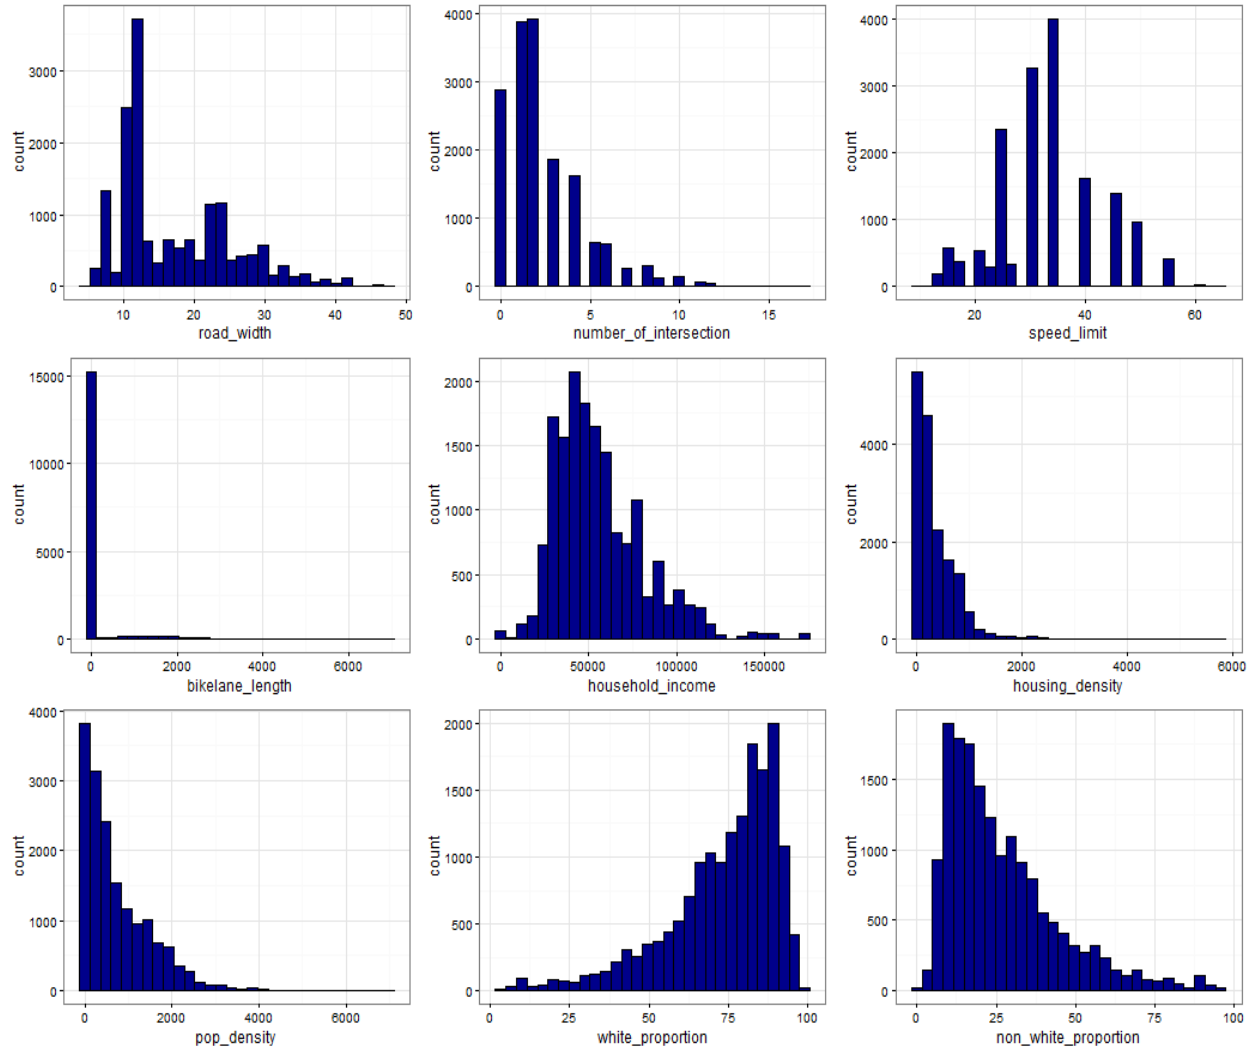 count
3000
2000
1000
0
10 20 30 40 50
road_width
count
4000
3000
2000
1000
0
0 5 10 15
number_of_intersection
count
4000
3000
2000
1000
0
20 40 60
speed_limit
count
15000
10000
5000
0
0 2000 4000 6000
bikelane_length
count
2000
1500
1000
500
0
0 50000 100000 150000
household_income
count
4000
2000
0
0 2000 4000 6000
housing_density
count
4000
3000
2000
1000
0
0 2000 4000 6000
pop_density
count
2000
1500
1000
500
0
0 25 50 75 100
white_proportion
count
1500
1000
500
0
0 25 50 75 100
non_white_proportion